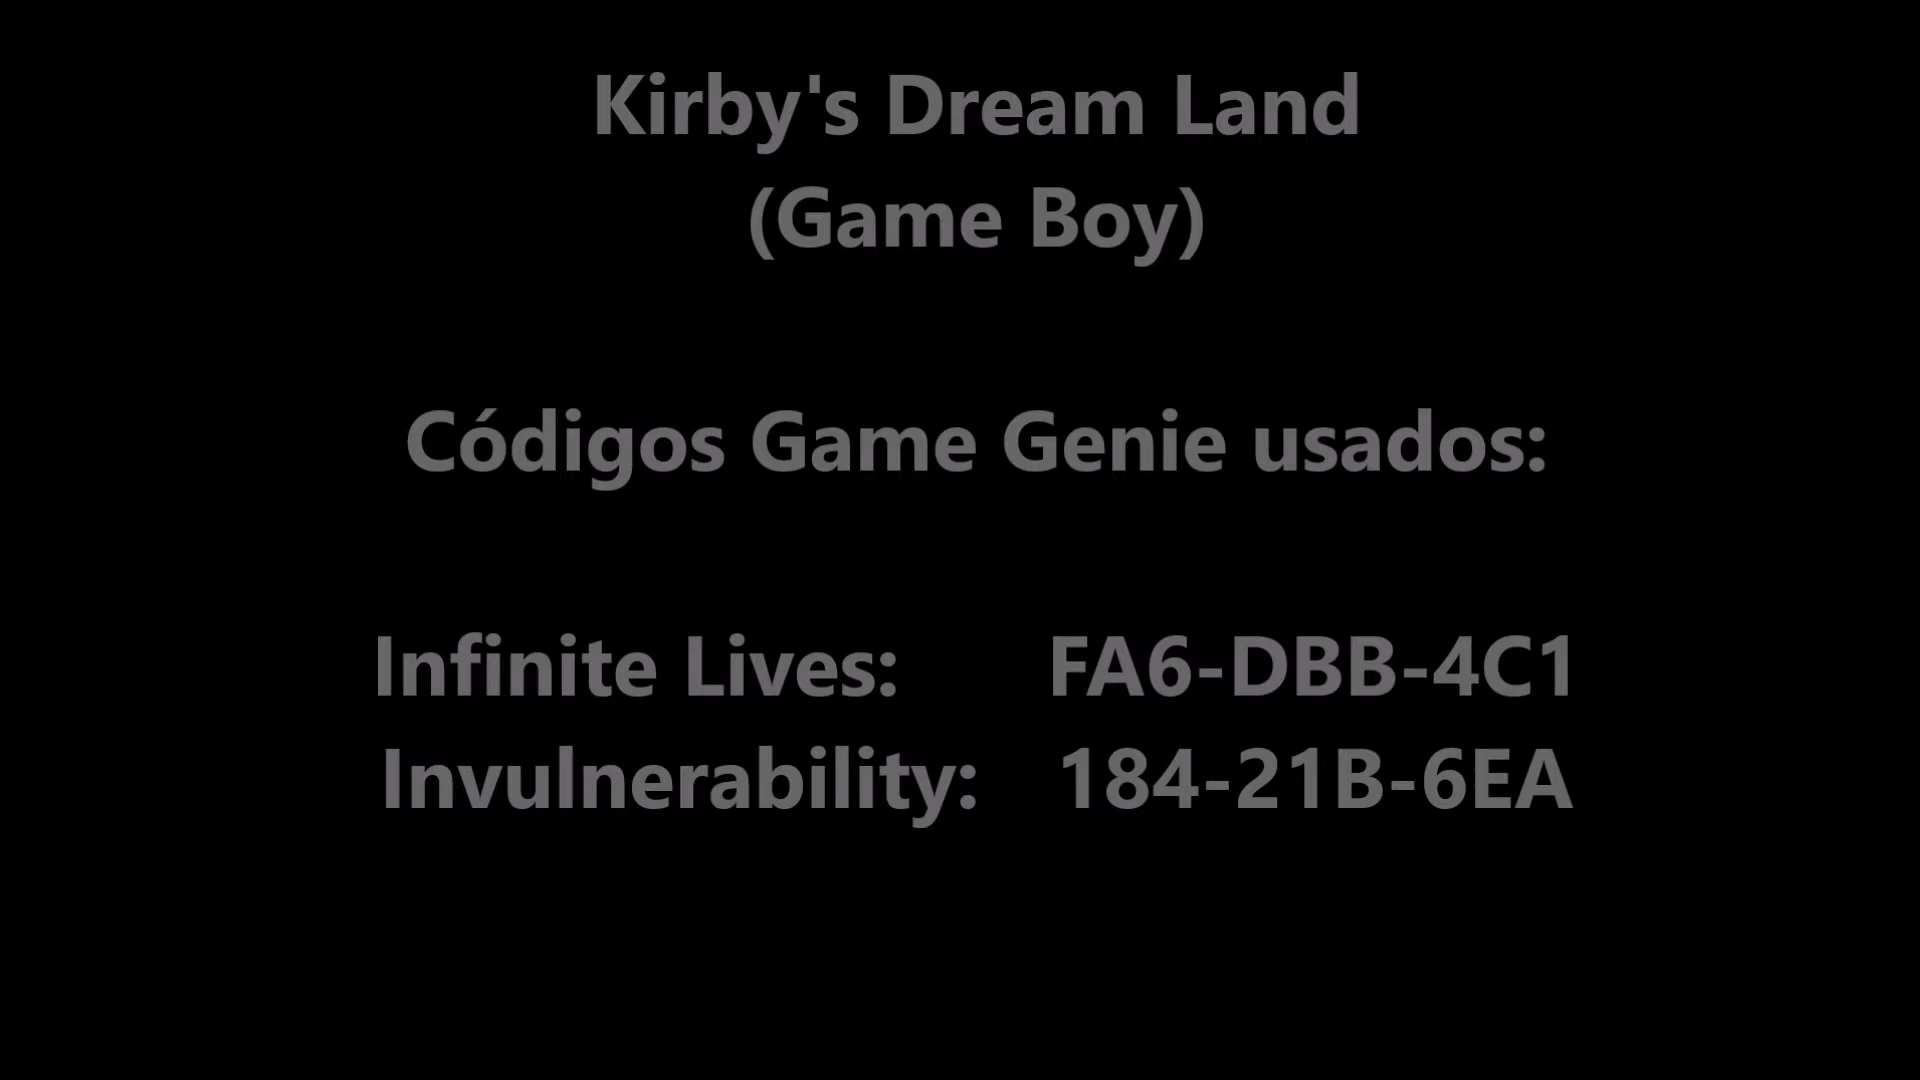 Kirby's Dream Land
(Game Boy)
Códigos Game Genie usados:
Infinite Lives: FA6-DBB-4C1
Invulnerability: 184-21B-6EA